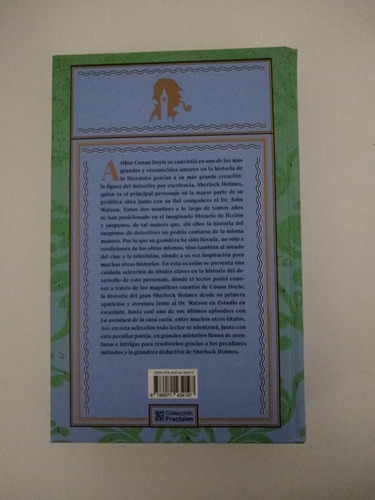 Arthur Conan Doyle se convirtió en uno de los más
grandes y reconocidos autores en la historia de
la literatura gracias a su más grande creación:
la figura del detective por excelencia, Sherlock Holmes,
quien es el principal personaje en la mayor parte de su
prolífica obra junto con su fiel compañero el Dr. John
Watson. Estos dos nombres a lo largo de tantos años
se han posicionado en el imaginario literario de ficción
y suspenso, de tal manera que, sin ellos la historia del
suspenso de detectives no podría contarse de la misma
manera. Por lo que su grandeza ha sido llevada, no sólo
a reediciones de las obras mismas, sino también al mundo
del cine y la televisión, siendo a su vez inspiración para
muchas otras historias. En esta ocasión se presenta una
cuidada selección de títulos claves en la historia del de-
sarrollo de este personaje, donde el lector podrá cono-
cer a través de los magníficos cuentos de Conan Doyle,
la historia del gran Sherlock Holmes desde su primera
aparición y aventura junto al Dr. Watson en Estudio en
escarlata, hasta casi uno de sus últimos episodios con
La aventura de la casa vacía, entre muchos otros títulos.
Así, en esta selección todo lector se adentrará, junto con
esta peculiar pareja, en grandes misterios llenos de aven-
turas e intrigas para resolverlos gracias a los peculiares
métodos y la grandeza deductiva de Sherlock Holmes.
9 786071 434197
Colección
Fractales